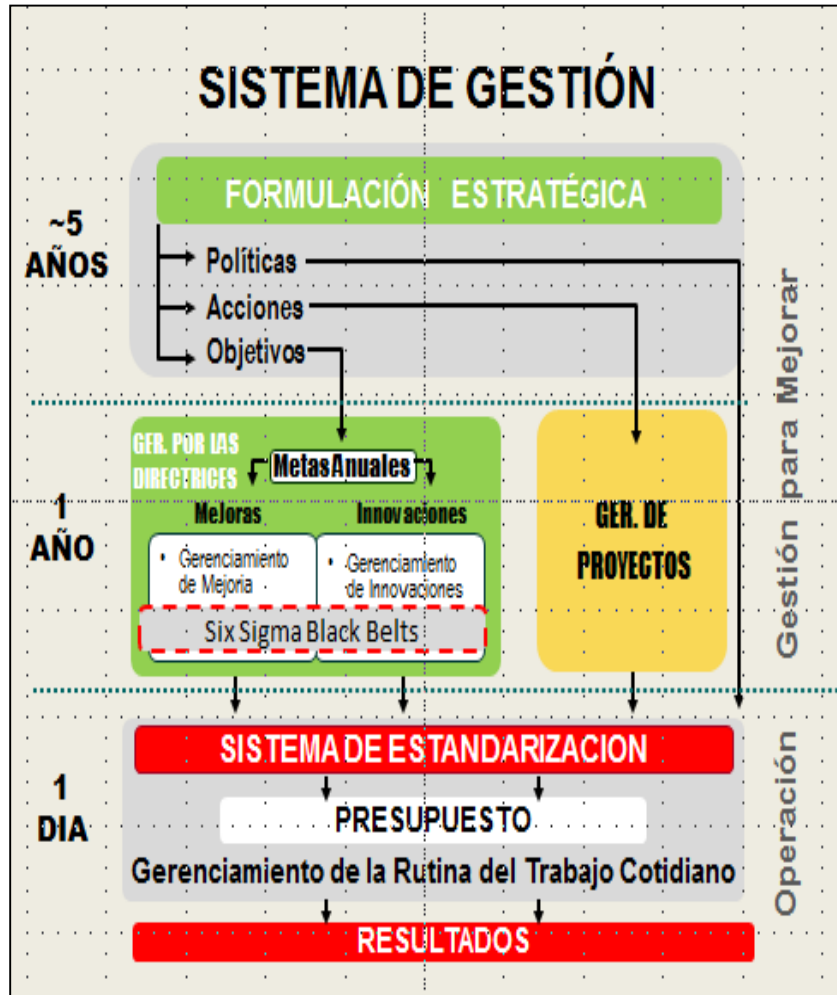 SISTEMA DE GESTIÓN
FORMULACIÓN ESTRATÉGICA
~5
AÑOS
Políticas
Acciones
Objetivos
Gestión para Mejorar
GER. POR LAS
DIRECTRICES
MetasAnuales
Mejoras
Innovaciones
1
AÑO
• Gerenciamiento
de Mejoria
• Gerenciamiento
de Innovaciones
Six Sigma Black Belts
GER. DE
PROYECTOS
SISTEMA DE ESTANDARIZACION
1
DIA
PRESUPUESTO
Gerenciamiento de la Rutina del Trabajo Cotidiano
Operación
RESULTADOS